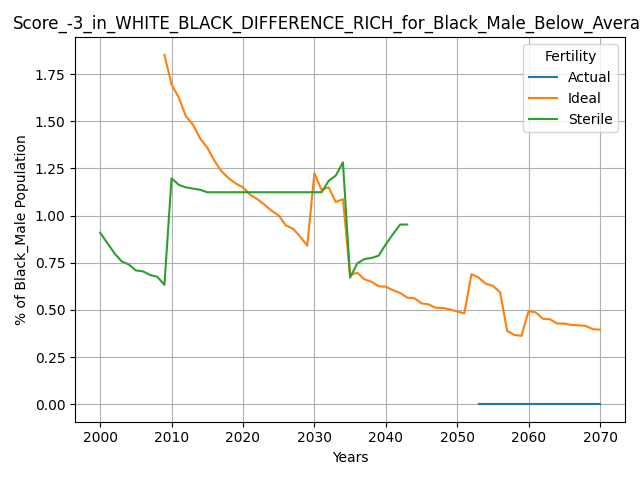 Score_-3_in_WHITE_BLACK_DIFFERENCE_RICH_for_Black_Male_Below_Avera
Fertility
Actual
Ideal
Sterile
% of Black_Male Population
1.75
1.50
1.25
1.00
0.75
0.50
0.25
0.00
2000 2010 2020 2030 2040 2050 2060 2070
Years